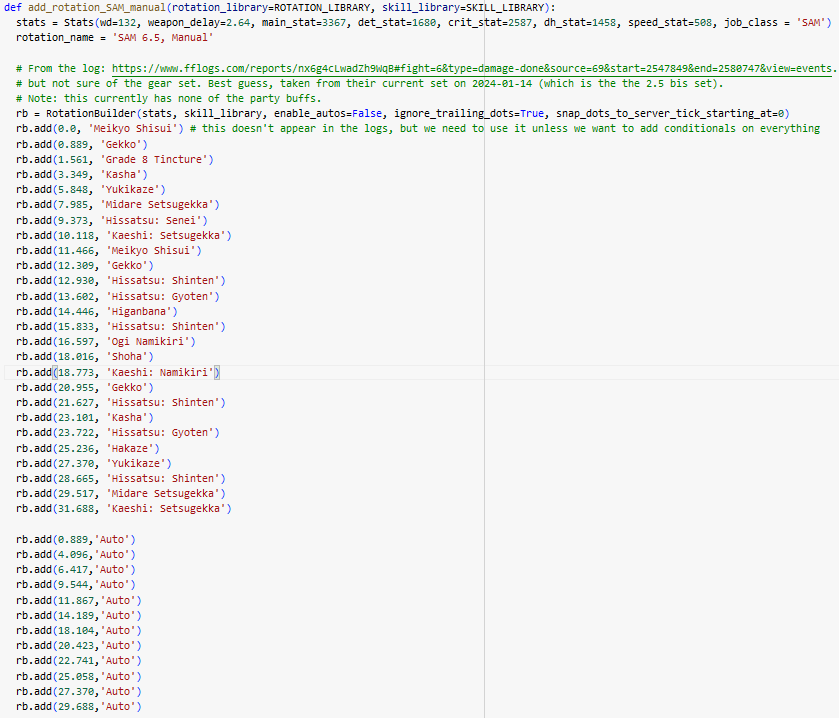 def add_rotation_SAM_manual(rotation_library=ROTATION_LIBRARY, skill_library=SKILL_LIBRARY):
  stats = Stats(wd=132, weapon_delay=2.64, main_stat=3367, det_stat=1680, crit_stat=2587, dh_stat=1458, speed_stat=508, job_class = 'SAM')
  rotation_name = 'SAM 6.5, Manual'

  # From the log: https://www.fflogs.com/reports/nx6g4cLwadZh9WqB#fight=6&type=damage-done&source=69&start=2547849&end=2580747&view=events.
  # but not sure of the gear set. Best guess, taken from their current set on 2024-01-14 (which is the the 2.5 bis set).
  # Note: this currently has none of the party buffs.
  rb = RotationBuilder(stats, skill_library, enable_autos=False, ignore_trailing_dots=True, snap_dots_to_server_tick_starting_at=0)
  rb.add(0.0, 'Meikyo Shisui') # this doesn't appear in the logs, but we need to use it unless we want to add conditionals on everything
  rb.add(0.889, 'Gekko')
  rb.add(1.561, 'Grade 8 Tincture')
  rb.add(3.349, 'Kasha')
  rb.add(5.848, 'Yukikaze')
  rb.add(7.985, 'Midare Setsugekka')
  rb.add(9.373, 'Hissatsu: Senei')
  rb.add(10.118, 'Kaeshi: Setsugekka')
  rb.add(11.466, 'Meikyo Shisui')
  rb.add(12.309, 'Gekko')
  rb.add(12.930, 'Hissatsu: Shinten')
  rb.add(13.602, 'Hissatsu: Gyoten')
  rb.add(14.446, 'Higanbana')
  rb.add(15.833, 'Hissatsu: Shinten')
  rb.add(16.597, 'Ogi Namikiri')
  rb.add(18.016, 'Shoha')
  rb.add(18.773, 'Kaeshi: Namikiri')
  rb.add(20.955, 'Gekko')
  rb.add(21.627, 'Hissatsu: Shinten')
  rb.add(23.101, 'Kasha')
  rb.add(23.722, 'Hissatsu: Gyoten')
  rb.add(25.236, 'Hakaze')
  rb.add(27.370, 'Yukikaze')
  rb.add(28.665, 'Hissatsu: Shinten')
  rb.add(29.517, 'Midare Setsugekka')
  rb.add(31.688, 'Kaeshi: Setsugekka')

  rb.add(0.889,'Auto')
  rb.add(4.096,'Auto')
  rb.add(6.417,'Auto')
  rb.add(9.544,'Auto')
  rb.add(11.867,'Auto')
  rb.add(14.189,'Auto')
  rb.add(18.104,'Auto')
  rb.add(20.423,'Auto')
  rb.add(22.741,'Auto')
  rb.add(25.058,'Auto')
  rb.add(27.370,'Auto')
  rb.add(29.688,'Auto')